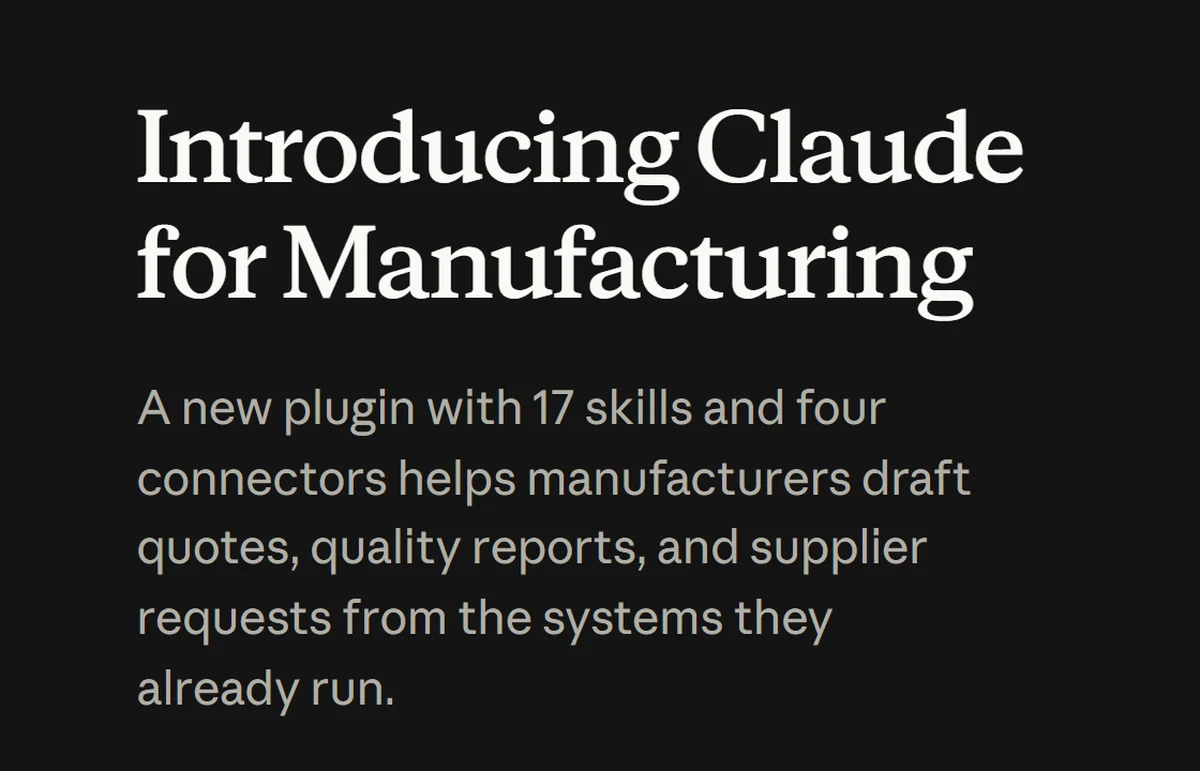 Introducing Claude
for Manufacturing
A new plugin with 17 skills and four
connectors helps manufacturers draft
quotes, quality reports, and supplier
requests from the systems they
already run.